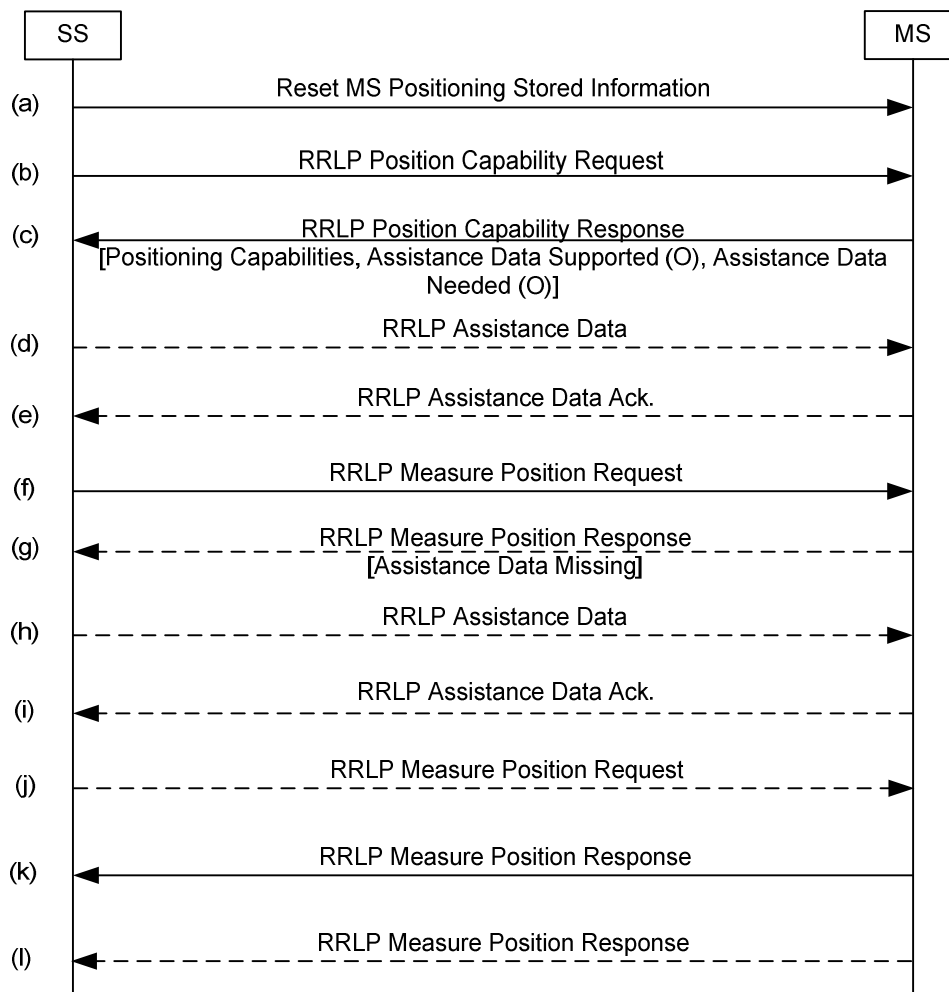 SS
MS
(a)
Reset MS Positioning Stored Information
(b)
RRLP Position Capability Request
(c)
RRLP Position Capability Response
[Positioning Capabilities, Assistance Data Supported (O), Assistance Data
Needed (O)]
(d)
RRLP Assistance Data
(e)
RRLP Assistance Data Ack.
(f)
RRLP Measure Position Request
(g)
RRLP Measure Position Response
[Assistance Data Missing]
(h)
RRLP Assistance Data
(i)
RRLP Assistance Data Ack.
(j)
RRLP Measure Position Request
(k)
RRLP Measure Position Response
(l)
RRLP Measure Position Response